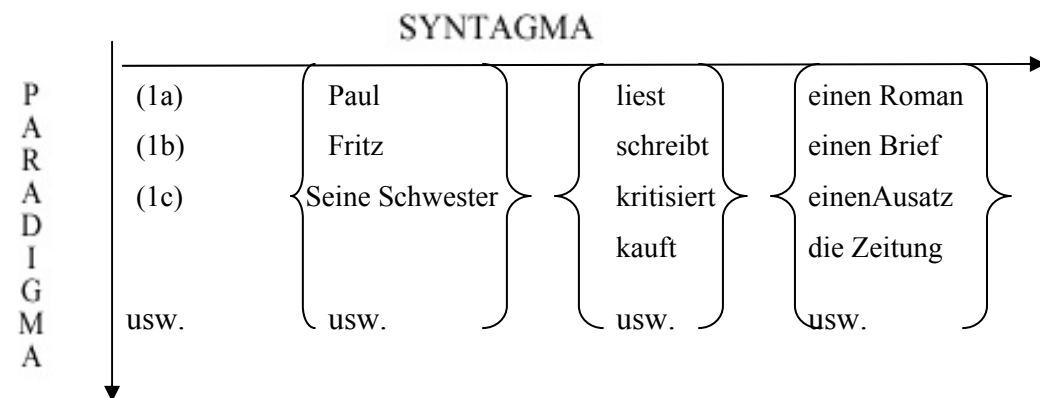 SYNTAGMA
PARADIGMA
(1a) Paul liest einen Roman
(1b) Fritz schreibt einen Brief
(1c) Seine Schwester kritisiert einenAusatz
kauft die Zeitung
usw. usw. usw. usw.